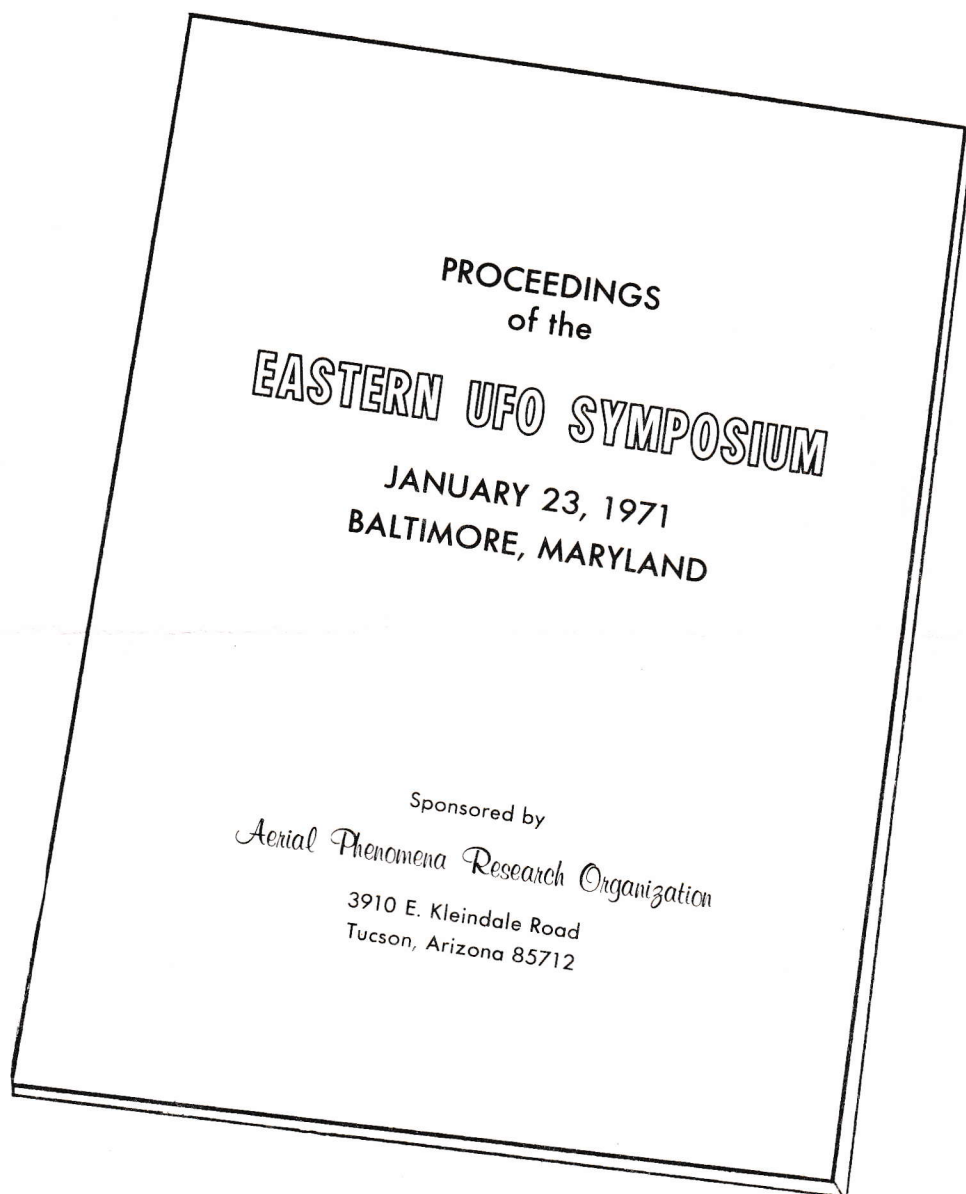 PROCEEDINGS
of the
EASTERN UFO SYMPOSIUM
JANUARY 23, 1971
BALTIMORE, MARYLAND
Sponsored by
Aerial Phenomena Research Organization
3910 E. Kleindale Road
Tucson, Arizona 85712